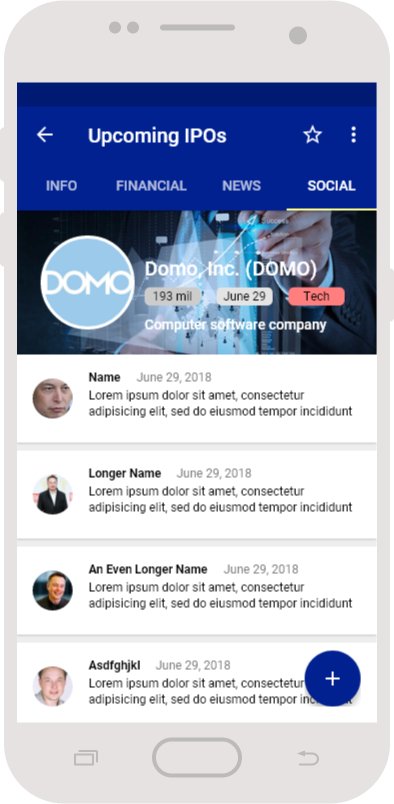 Upcoming IPOs
INFO FINANCIAL NEWS SOCIAL
Success
Solution
DOMO
Domo, Inc. (DOMO)
193 mil June 29 Tech
Computer software company
Name June 29, 2018
Lorem ipsum dolor sit amet, consectetur
adipisicing elit, sed do eiusmod tempor incididunt
Longer Name June 29, 2018
Lorem ipsum dolor sit amet, consectetur
adipisicing elit, sed do eiusmod tempor incididunt
An Even Longer Name June 29, 2018
Lorem ipsum dolor sit amet, consectetur
adipisicing elit, sed do eiusmod tempor incididunt
Asdfghjkl June 29, 2018
Lorem ipsum dolor sit amet, consectetur
adipisicing elit, sed do eiusmod tempor